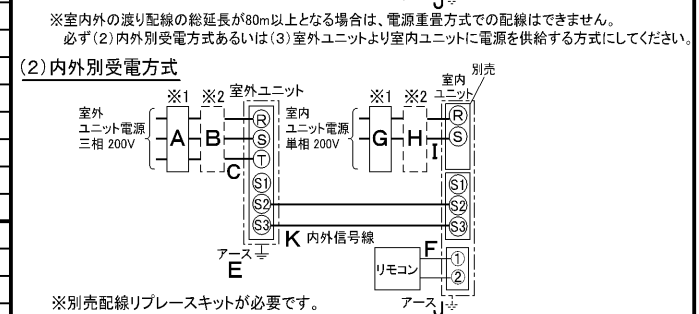 J
※室内外の渡り配線の総延長が80m以上となる場合は、電源重畳方式での配線はできません。
必ず(2)内外別受電方式あるいは(3)室外ユニットより室内ユニットに電源を供給する方式にしてください。
(2)内外別受電方式
※1 ※2 室外ユニット
室外
ユニット電源
三相 200V
A B C
R
S
T
S1
S2
S3
アース
E
K 内外信号線
※1 ※2
室内
ユニット
別売
室内
ユニット電源
単相 200V
G H I
R
S
S1
S2
S3
F
リモコン
1
2
アース J
※別売配線リプレースキットが必要です。